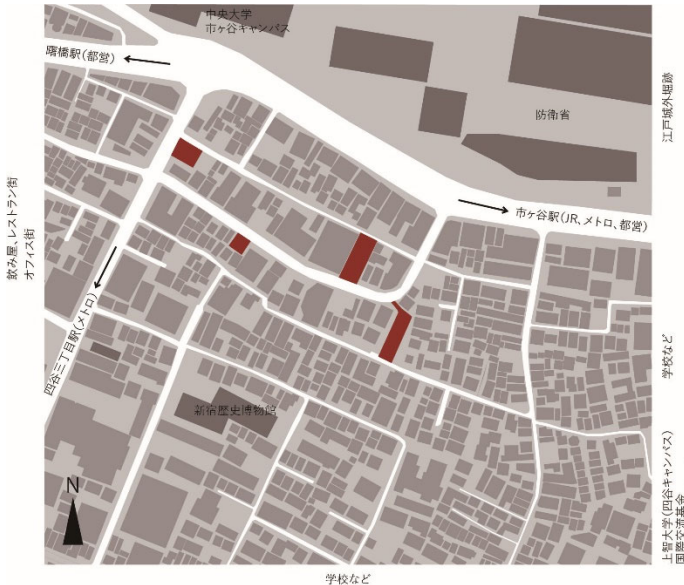 中央大学
市ヶ谷キャンパス
曙橋駅(都営)
防衛省
江戸城外堀跡
市ヶ谷駅(JR、メトロ、都営)
飲み屋、レストラン街
オフィス街
四谷三丁目駅(メトロ)
学校など
新宿歴史博物館
上智大学(四谷キャンパス)
国際交流基金
N
学校など